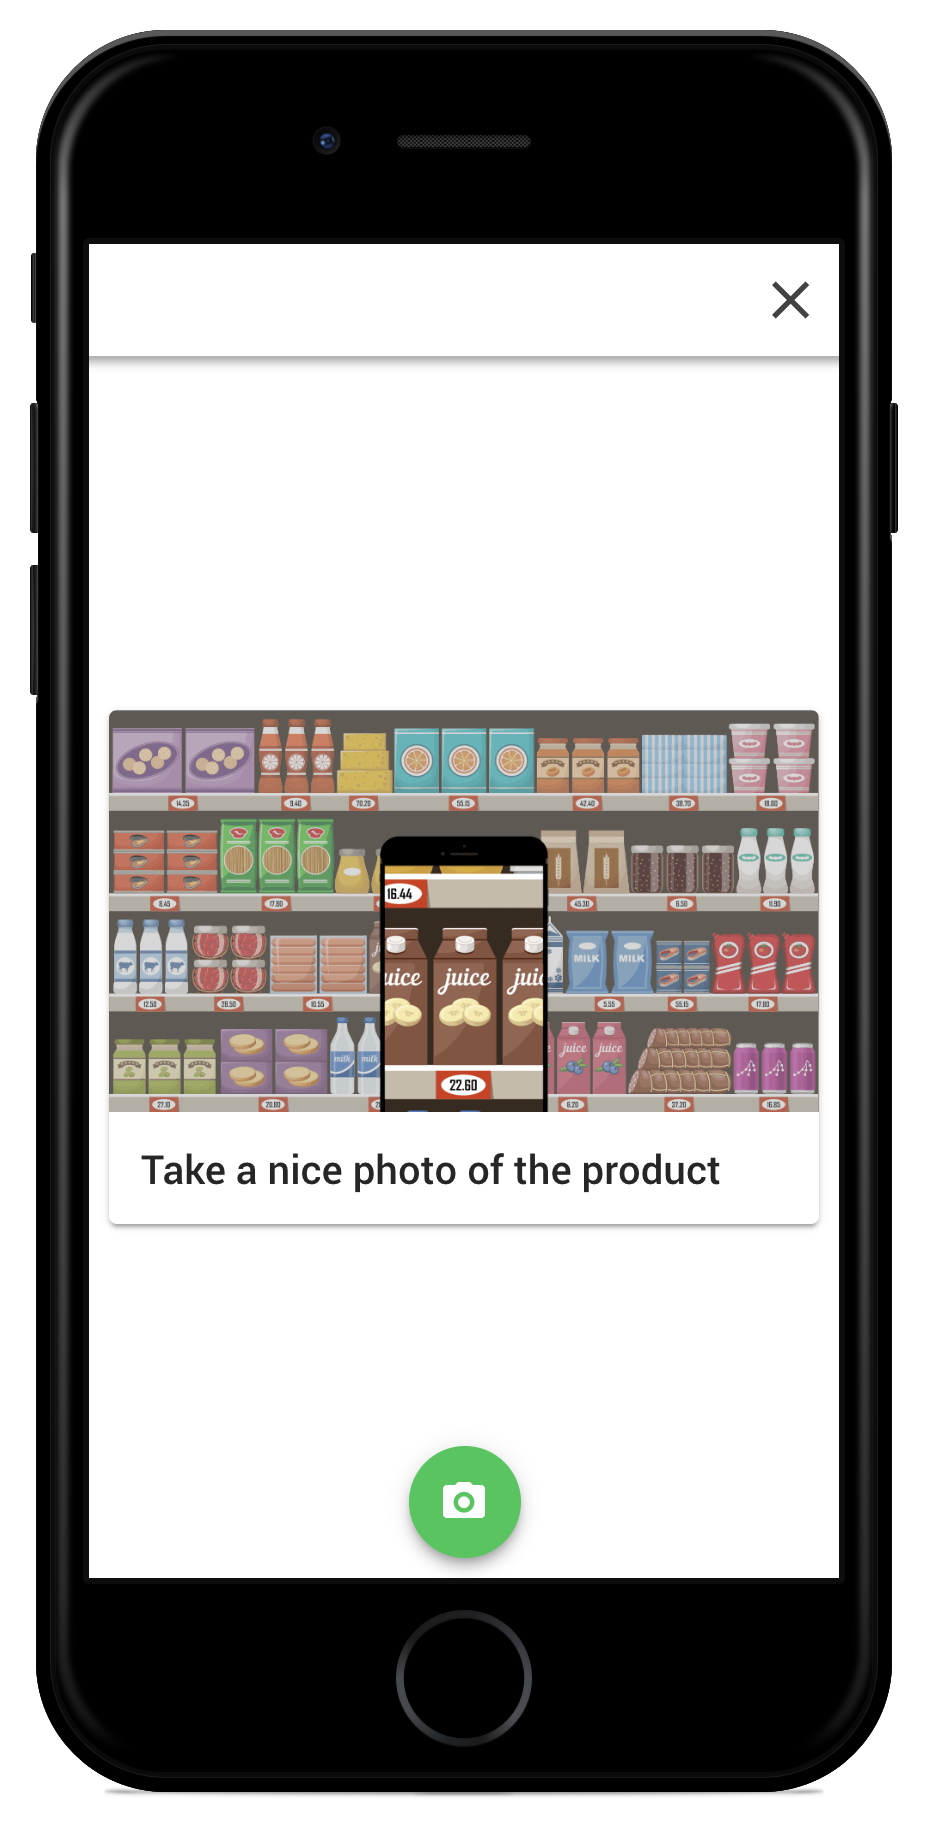 14.35 9.40 70.20 55.15 42.40 38.70 18.60
8.45 17.80 45.30 6.50 11.90
16.44
MILK MILK
juice juice
12.50 28.50 10.55 5.55 55.15 17.80
milk milk juice juice
22.60
27.10 20.80 6.20 37.20 16.85
Take a nice photo of the product